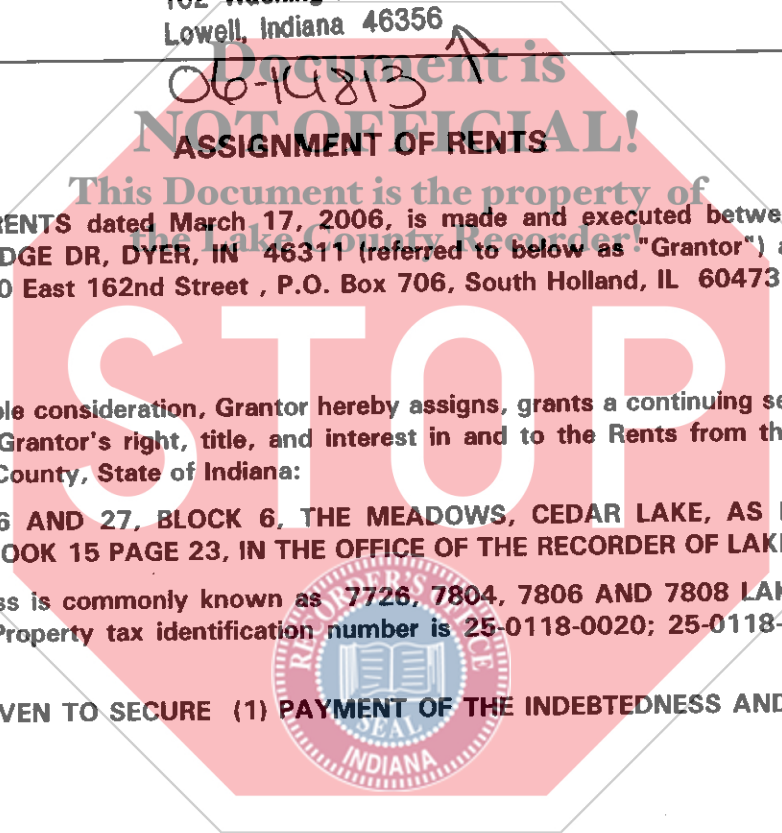 Lowell, Indiana 46356
06-14813
Document is
NOT OFFICIAL!
ASSIGNMENT OF RENTS
This Document is the property of
the Lake County Recorder!
RENTS dated March 17, 2006, is made and executed betwe
DGE DR, DYER, IN 46311 (referred to below as "Grantor") a
0 East 162nd Street , P.O. Box 706, South Holland, IL 60473
STOP
ble consideration, Grantor hereby assigns, grants a continuing se
Grantor's right, title, and interest in and to the Rents from th
County, State of Indiana:
6 AND 27, BLOCK 6, THE MEADOWS, CEDAR LAKE, AS
OOK 15 PAGE 23, IN THE OFFICE OF THE RECORDER OF LAK
ss is commonly known as 7726, 7804, 7806 AND 7808 LA
Property tax identification number is 25-0118-0020; 25-0118-
VEN TO SECURE (1) PAYMENT OF THE INDEBTEDNESS AND
RECORDER'S OFFICE
SEAL
INDIANA